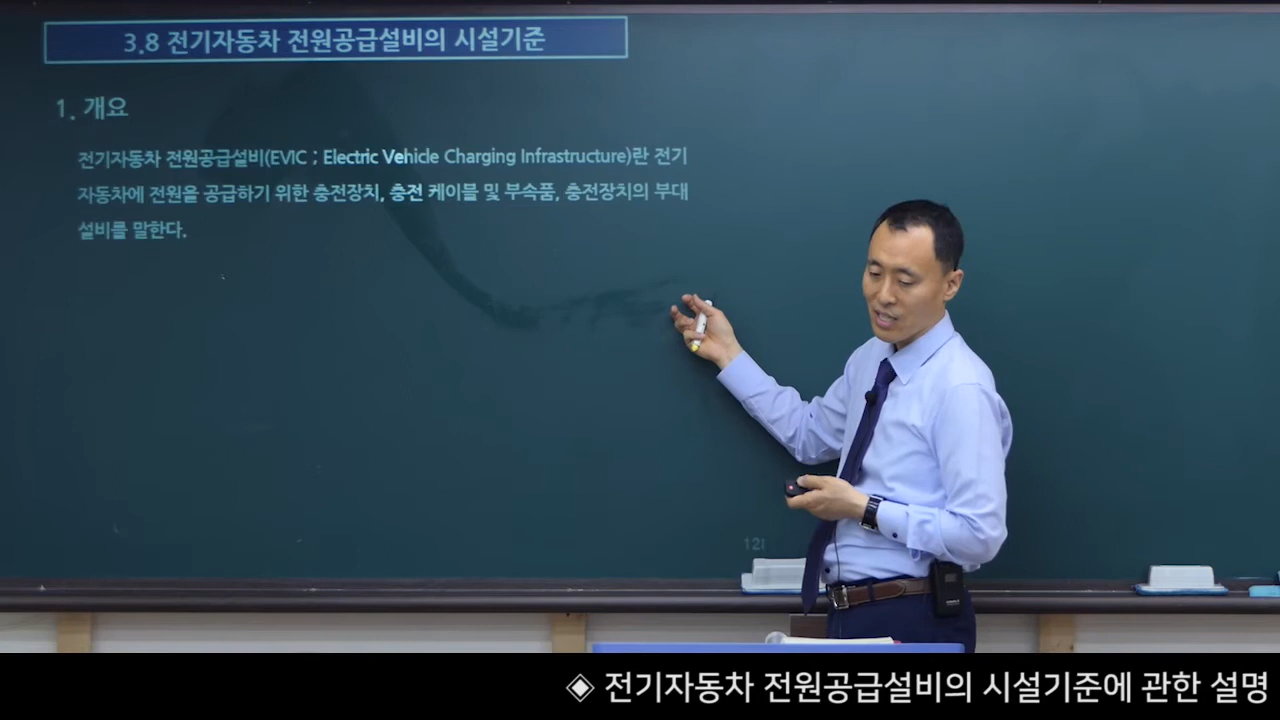 3.8 전기자동차 전원공급설비의 시설기준
1. 개요
전기자동차 전원공급설비(EVIC ; Electric Vehicle Charging Infrastructure)란 전기
자동차에 전원을 공급하기 위한 충전장치, 충전 케이블 및 부속품, 충전장치의 부대
설비를 말한다.
121
◈ 전기자동차 전원공급설비의 시설기준에 관한 설명